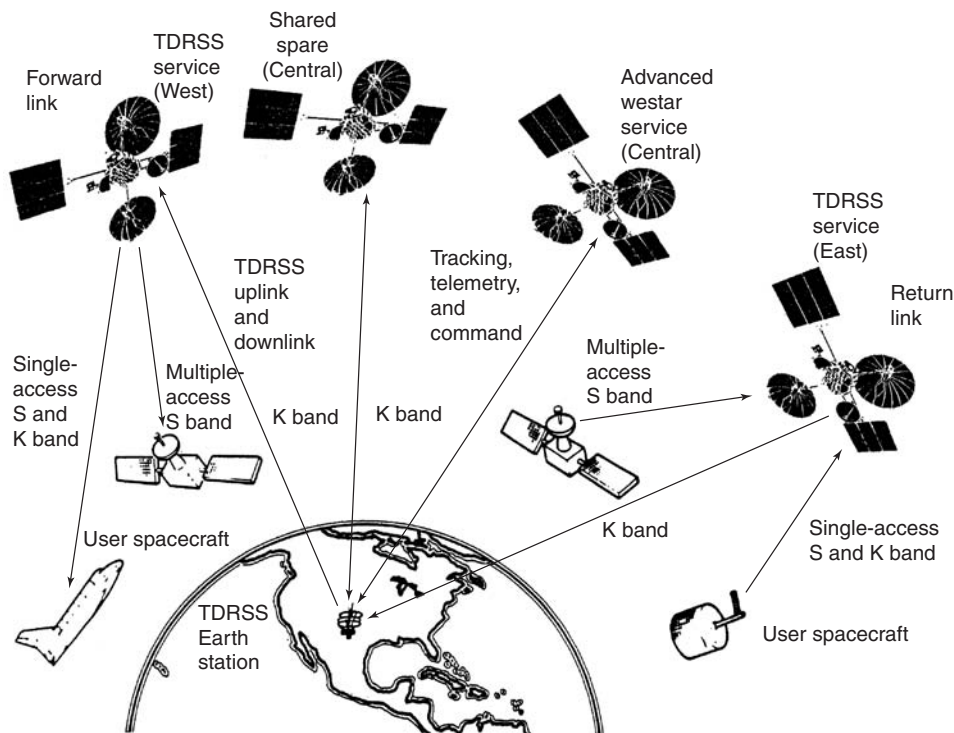 Forward
link
TDRSS
service
(West)
Shared
spare
(Central)
Advanced
westar
service
(Central)
TDRSS
service
(East)
Return
link
TDRSS
uplink
and
downlink
Tracking,
telemetry,
and
command
Single-
access
S and
K band
Multiple-
access
S band
K band
K band
Multiple-
access
S band
K band
Single-access
S and K band
User spacecraft
TDRSS
Earth
station
User spacecraft